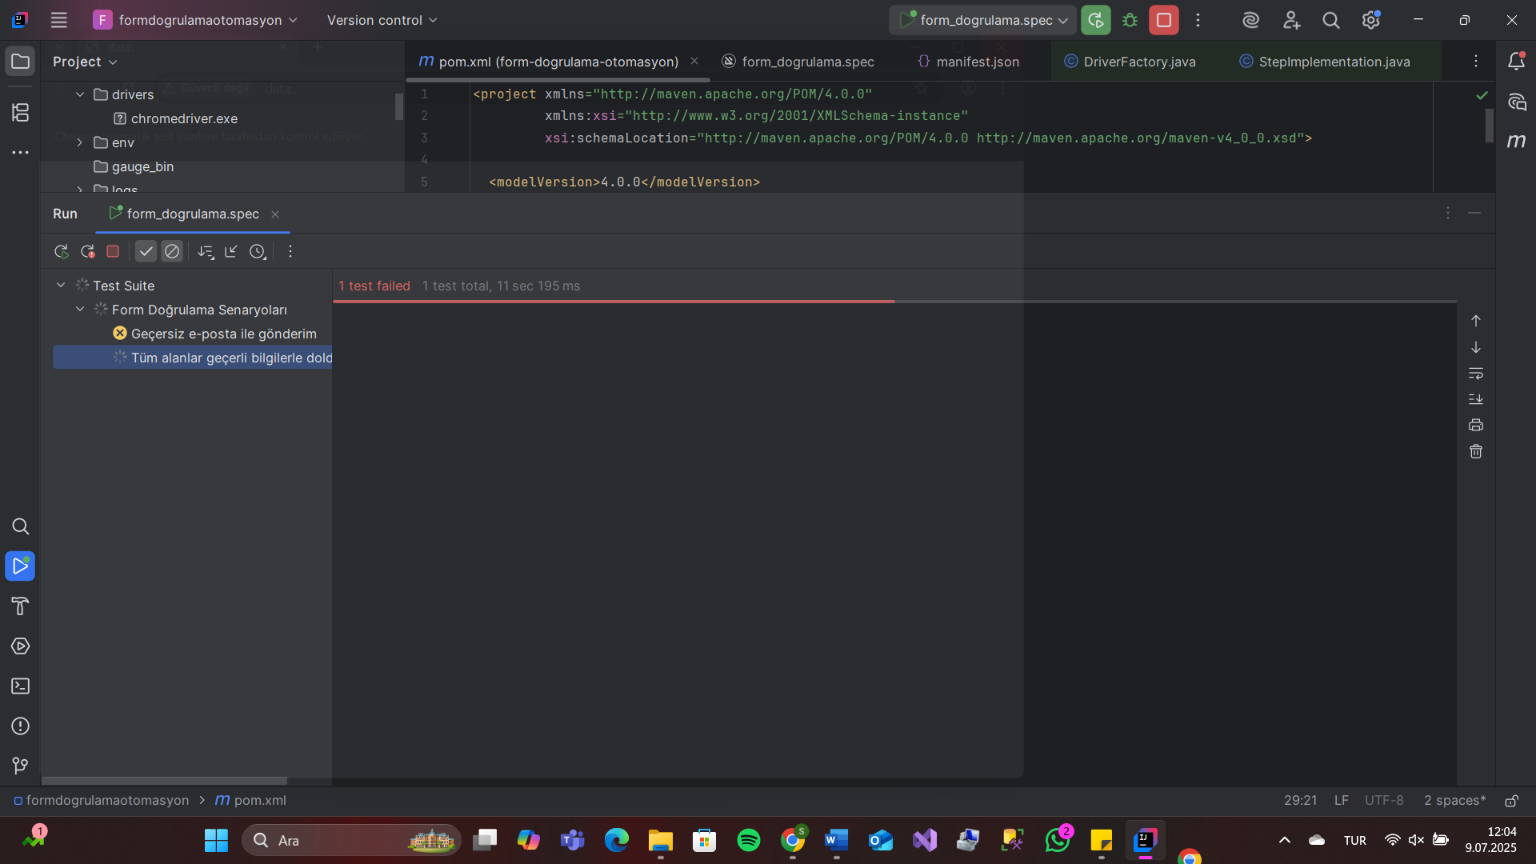 F formdogrulamaotomasyon
Version control
form_dogrulama.spec
Project
pom.xml (form-dogrulama-otomasyon)
form_dogrulama.spec
manifest.json
DriverFactory.java
StepImplementation.java
drivers
chromedriver.exe
env
gauge_bin
logs
Güvenli değil
data:
1 <project xmlns="http://maven.apache.org/POM/4.0.0"
2 xmlns:xsi="http://www.w3.org/2001/XMLSchema-instance"
3 xsi:schemaLocation="http://maven.apache.org/POM/4.0.0 http://maven.apache.org/maven-v4_0_0.xsd">
4
5 <modelVersion>4.0.0</modelVersion>
Run
form_dogrulama.spec
Test Suite
Form Doğrulama Senaryoları
Geçersiz e-posta ile gönderim
Tüm alanlar geçerli bilgilerle dold
1 test failed 1 test total, 11 sec 195 ms
formdogrulamaotomasyon > pom.xml
29:21 LF UTF-8 2 spaces*
1
Ara
S
2
TUR
12:04
9.07.2025